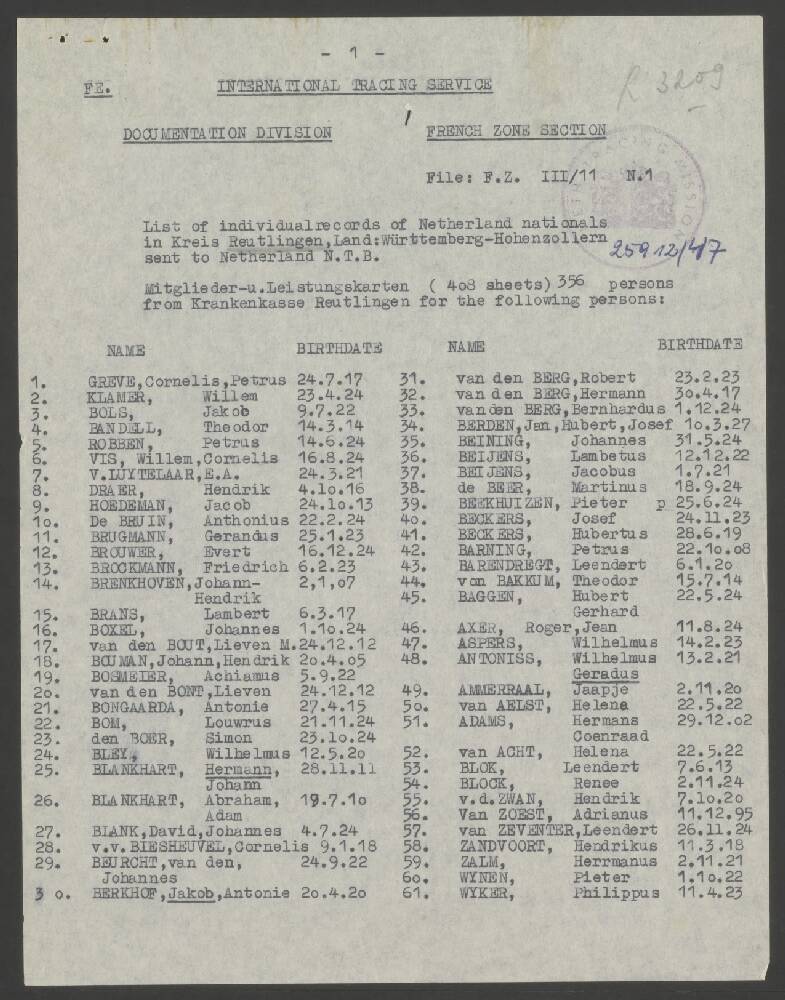 - 1 -
FE. INTERNATIONAL TRACING SERVICE
R 3209
DOCUMENTATION DIVISION FRENCH ZONE SECTION
File: F.Z. III/11 N.1
List of individualrecords of Netherland nationals
in Kreis Reutlingen,Land:Württemberg-Hohenzollern
sent to Netherland N.T.B. 25912/47
Mitglieder-u.Leistungskarten ( 4o8 sheets) 356 persons
from Krankenkasse Reutlingen for the following persons:
NAME BIRTHDATE
1. GREVE,Cornelis,Petrus 24.7.17
2. KLAMER, Willem 23.4.24
3. BOLS, Jakob 9.7.22
4. BANDELL, Theodor 14.3.14
5. ROBBEN, Petrus 14.6.24
6. VIS, Willem,Cornelis 16.8.24
7. V.LUYTELAAR,E.A. 24.3.21
8. DRAER, Hendrik 4.1o.16
9. HOEDEMAN, Jacob 24.1o.13
1o. De BRUIN, Anthonius 22.2.24
11. BRUGMANN, Gerandus 25.1.23
12. BROUWER, Evert 16.12.24
13. BROCKMANN, Friedrich 6.2.23
14. BRENKHOVEN,Johann- 2,1,o7
Hendrik
15. BRANS, Lambert 6.3.17
16. BOXEL, Johannes 1.1o.24
17. van den BOUT,Lieven M.24.12.12
18. BOUMAN,Johann,Hendrik 2o.4.o5
19. BOSMEIER, Achiamus 5.9.22
2o. van den BONT,Lieven 24.12.12
21. BONGAARDA, Antonie 27.4.15
22. BOM, Louwrus 21.11.24
23. den BOER, Simon 23.1o.24
24. BLEY, Wilhelmus 12.5.2o
25. BLANKHART, Hermann, 28.11.11
Johann
26. BLANKHART, Abraham, 19.7.1o
Adam
27. BIANK,David,Johannes 4.7.24
28. v.v.BIESHEUVEL,Cornelis 9.1.18
29. BEURCHT,van den, 24.9.22
Johannes
3 o. BERKHOF,Jakob,Antonie 2o.4.2o
NAME BIRTHDATE
31. van den BERG,Robert 23.2.23
32. van den BERG,Hermann 3o.4.17
33. vanden BERG,Bernhardus 1.12.24
34. BERDEN,Jan,Hubert,Josef 1o.3.27
35. BEINING, Johannes 31.5.24
36. BEIJENS, Lambetus 12.12.22
37. BEIJENS, Jacobus 1.7.21
38. de BEER, Martinus 18.9.24
39. BEEKHUIZEN, Pieter p 25.6.24
4o. BECKERS, Josef 24.11.23
41. BECKERS, Hubertus 28.6.19
42. BARNING, Petrus 22.1o.o8
43. BARENDREGT, Leendert 6.1.2o
44. von BAKKUM, Theodor 15.7.14
45. BAGGEN, Hubert 22.5.24
Gerhard
46. AXER, Roger,Jean 11.8.24
47. ASPERS, Wilhelmus 14.2.23
48. ANTONISS, Wilhelmus 13.2.21
Geradus
49. AMMERRAAL, Jaapje 2.11.2o
5o. van AELST, Helena 22.5.22
51. ADAMS, Hermans 29.12.o2
Coenraad
52. van ACHT, Helena 22.5.22
53. BLOK, Leendert 7.6.13
54. BLOCK, Renee 2.11.24
55. v.d.ZWAN, Hendrik 7.1o.2o
56. Van ZOEST, Adrianus 11.12.95
57. van ZEVENTER,Leendert 26.11.24
58. ZANDVOORT, Hendrikus 11.3.18
59. ZALM, Herrmanus 2.11.21
6o. WYNEN, Pieter 1.1o.22
61. WYKER, Philippus 11.4.23